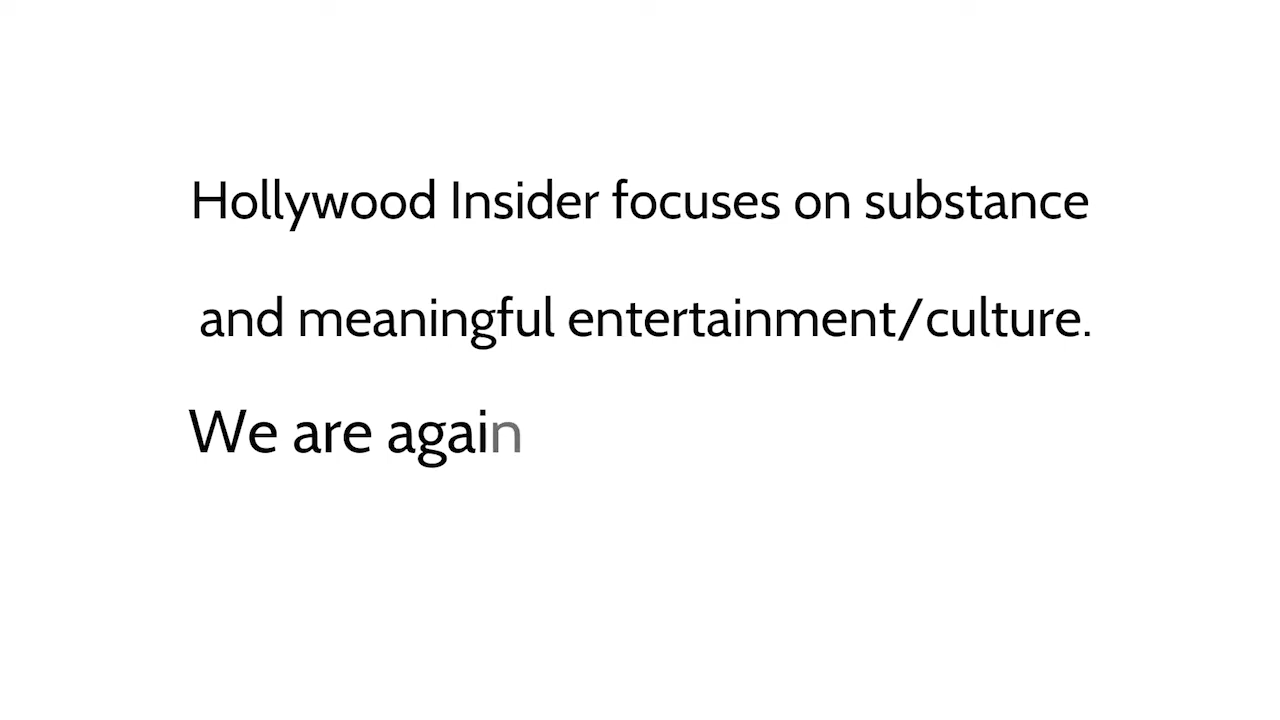 Hollywood Insider focuses on substance
and meaningful entertainment/culture.
We are again